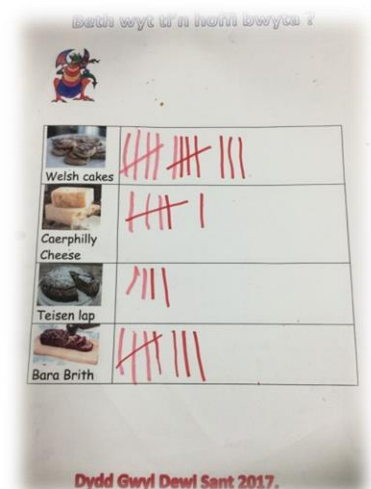 Beth wyt ti'n hoffi bwyta ?
Welsh cakes
Caerphilly
Cheese
Teisen lap
Bara Brith
Dydd Gwyl Dewi Sant 2017.